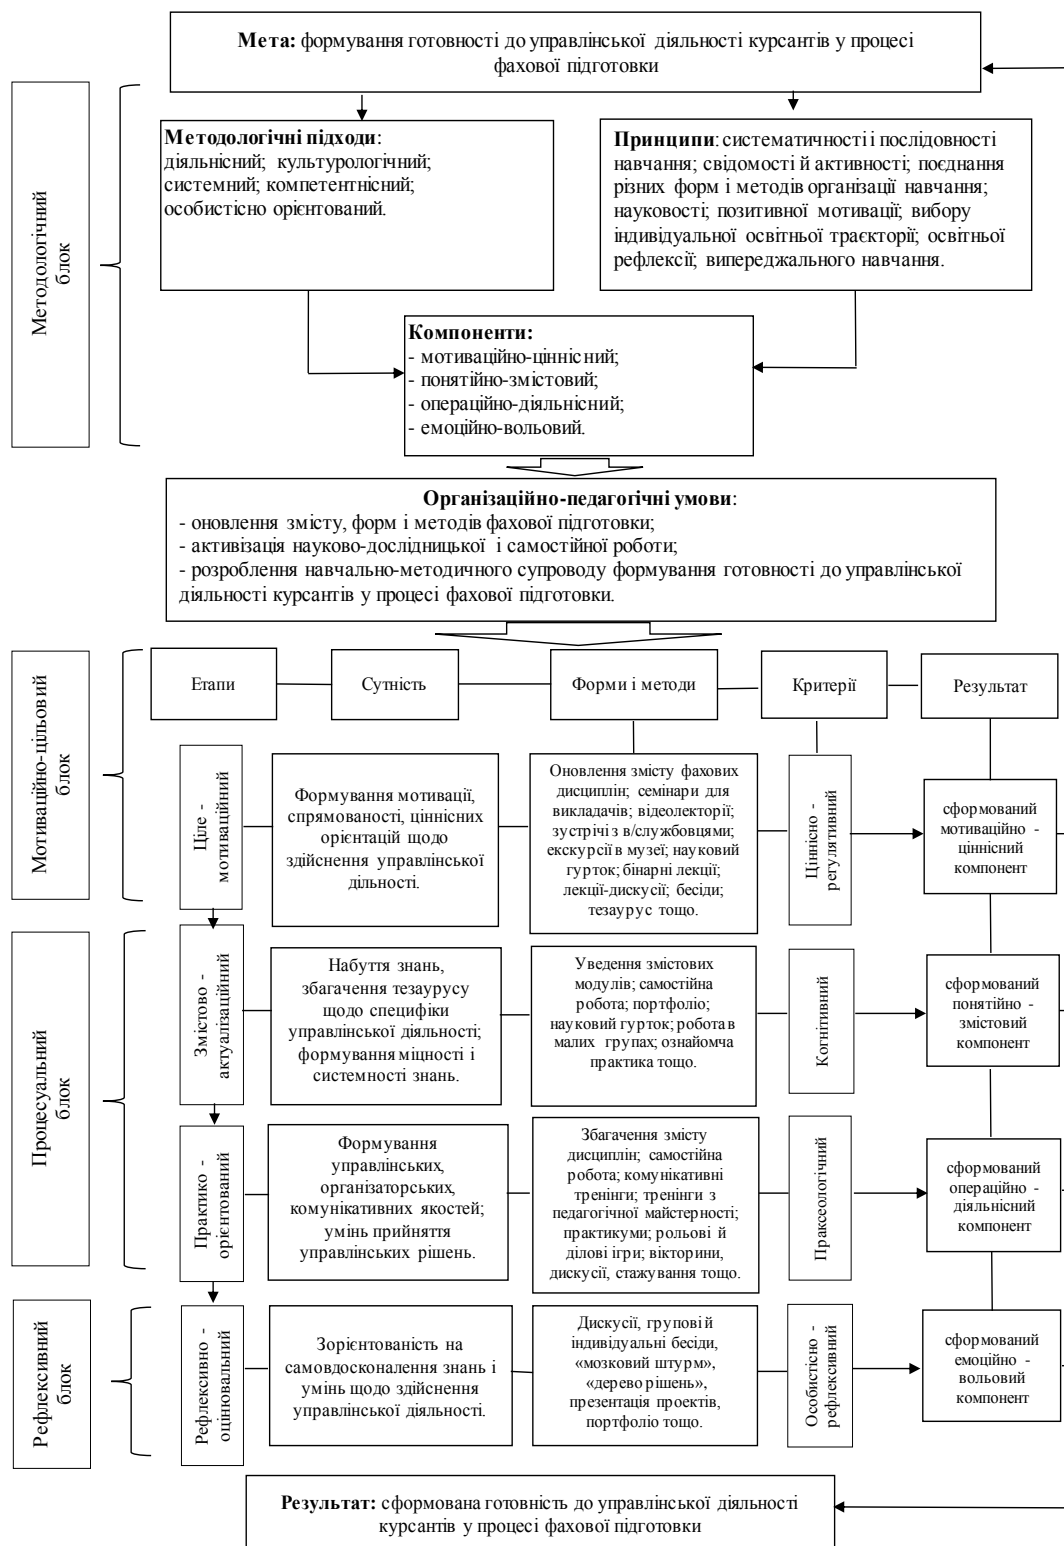 Мета: формування готовності до управлінської діяльності курсантів у процесі
фахової підготовки
Методологічний
блок
Методологічні підходи:
діяльнісний; культурологічний;
системний; компетентнісний;
особистісно орієнтований.
Принципи: систематичності і послідовності
навчання; свідомості й активності; поєднання
різних форм і методів організації навчання;
науковості; позитивної мотивації; вибору
індивідуальної освітньої траєкторії; освітньої
рефлексії; випереджального навчання.
Компоненти:
- мотиваційно-ціннісний;
- понятійно-змістовий;
- операційно-діяльнісний;
- емоційно-вольовий.
Організаційно-педагогічні умови:
- оновлення змісту, форм і методів фахової підготовки;
- активізація науково-дослідницької і самостійної роботи;
- розроблення навчально-методичного супроводу формування готовності до управлінської
діяльності курсантів у процесі фахової підготовки.
Мотиваційно-цільовий
блок
Етапи
Сутність
Форми і методи
Критерії
Результат
Ціле -
мотиваційний
Формування мотивації,
спрямованості, ціннісних
орієнтацій щодо
здійснення управлінської
дільності.
Оновлення змісту фахових
дисциплін; семінари для
викладачів; відеолекторії;
зустрічі з в/службовцями;
екскурсії в музеї; науковий
гурток; бінарні лекції;
лекції-дискусії; бесіди;
тезаурус тощо.
Ціннісно -
регулятивний
сформований
мотиваційно -
ціннісний
компонент
Процесуальний
блок
Змістово -
актуалізаційний
Набуття знань,
збагачення тезаурусу
щодо специфіки
управлінської діяльності;
формування міцності і
системності знань.
Уведення змістових
модулів; самостійна
робота; портфоліо;
науковий гурток; робота в
малих групах; ознайомча
практика тощо.
Когнітивний
сформований
понятійно -
змістовий
компонент
Практико -
орієнтований
Формування
управлінських,
організаторських,
комунікативних якостей;
умінь прийняття
управлінських рішень.
Збагачення змісту
дисциплін; самостійна
робота; комунікативні
тренінги; тренінги з
педагогічної майстерності;
практикуми; рольові й
ділові ігри; вікторини,
дискусії, стажування тощо.
Праксеологічний
сформований
операційно -
діяльнісний
компонент
Рефлексивний
блок
Рефлексивно -
оцінювальний
Зорієнтованість на
самовдосконалення знань і
умінь щодо здійснення
управлінської діяльності.
Дискусії, групові й
індивідуальні бесіди,
«мозковий штурм»,
«дерево рішень»,
презентація проектів,
портфоліо тощо.
Особистісно -
рефлексивний
сформований
емоційно -
вольовий
компонент
Результат: сформована готовність до управлінської діяльності
курсантів у процесі фахової підготовки